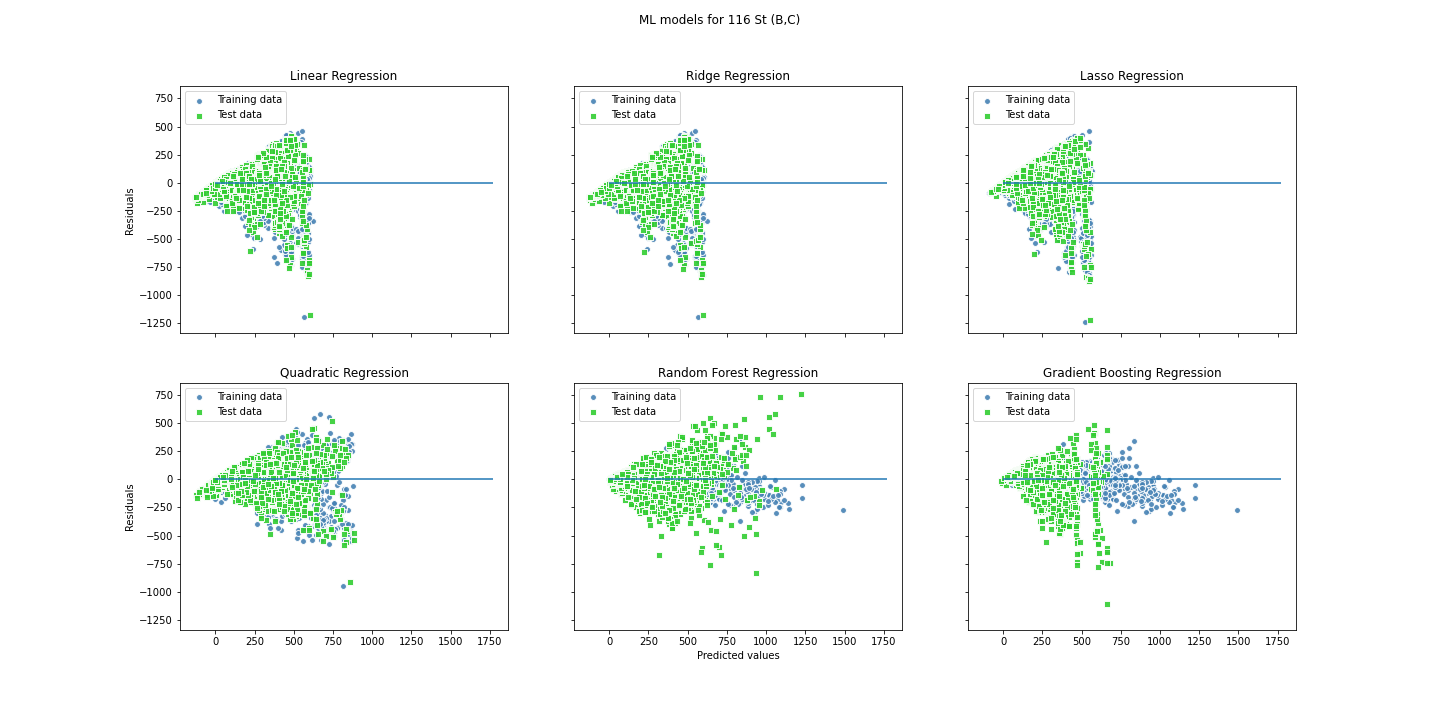 ML models for 116 St (B,C)
Linear Regression
Training data
Test data
750
500
250
0
−250
−500
−750
−1000
−1250
Residuals
Ridge Regression
Training data
Test data
Lasso Regression
Training data
Test data
Quadratic Regression
Training data
Test data
750
500
250
0
−250
−500
−750
−1000
−1250
Residuals
0 250 500 750 1000 1250 1500 1750
Random Forest Regression
Training data
Test data
0 250 500 750 1000 1250 1500 1750
Predicted values
Gradient Boosting Regression
Training data
Test data
0 250 500 750 1000 1250 1500 1750